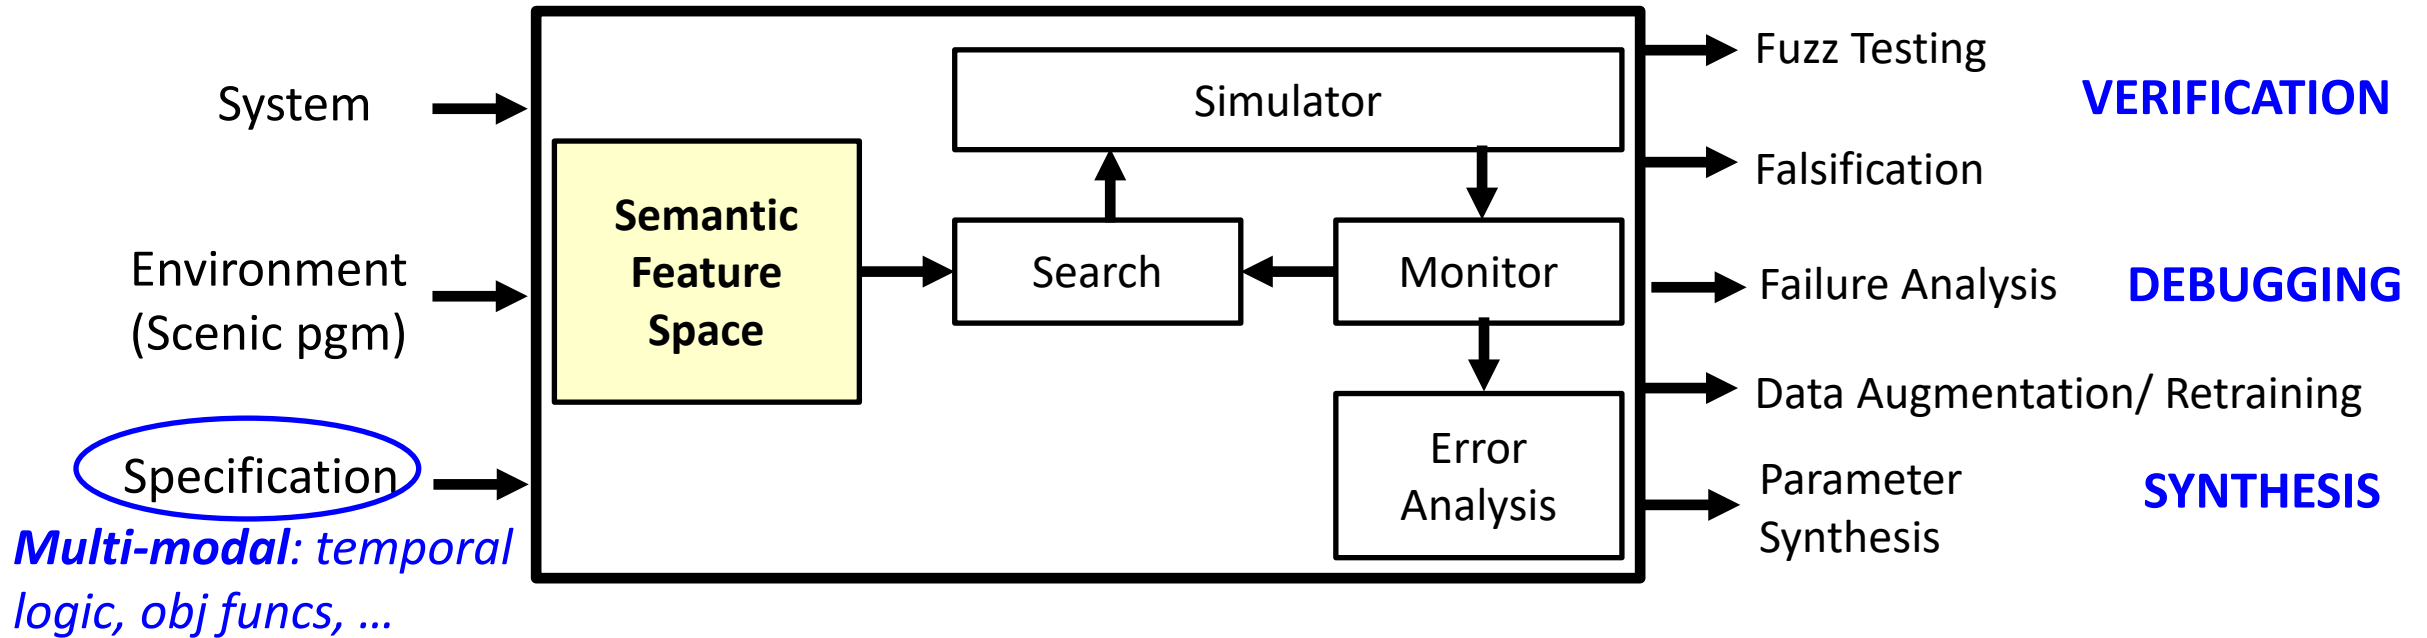 System
Environment
(Scenic pgm)
Specification
Multi-modal: temporal
logic, obj funcs, ...
Semantic
Feature
Space
Simulator
Search
Monitor
Error
Analysis
Fuzz Testing
VERIFICATION
Falsification
Failure Analysis
DEBUGGING
Data Augmentation/ Retraining
Parameter
Synthesis
SYNTHESIS